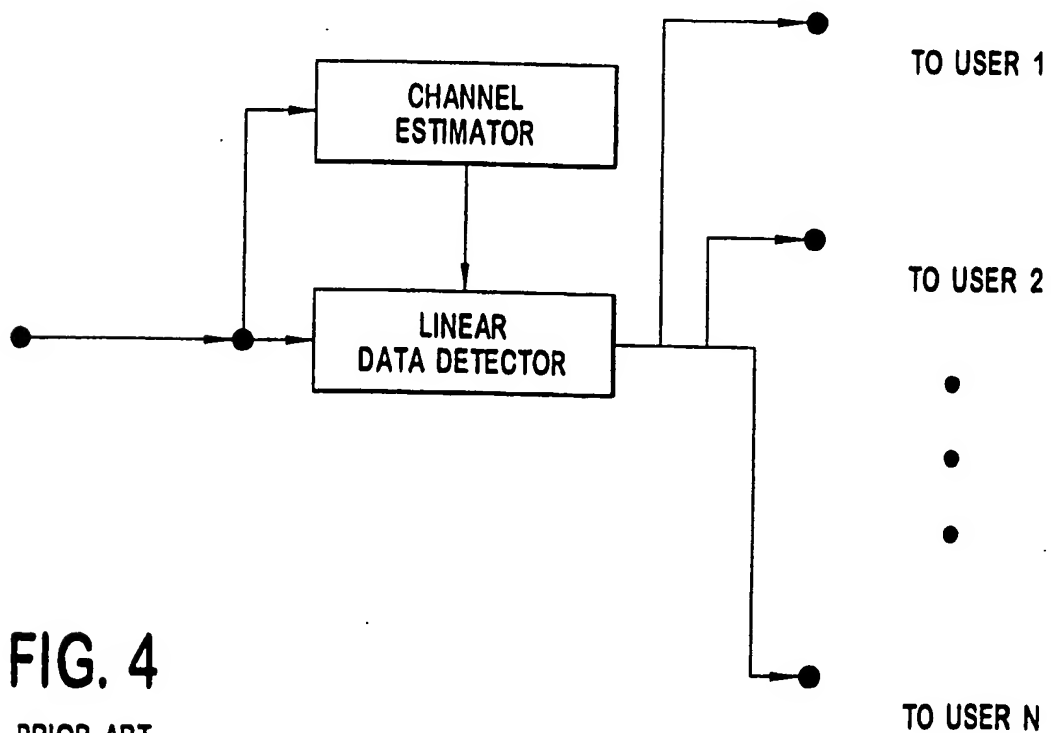 TO USER 1
CHANNEL
ESTIMATOR
TO USER 2
LINEAR
DATA DETECTOR
FIG. 4
PRIOR ART
TO USER N